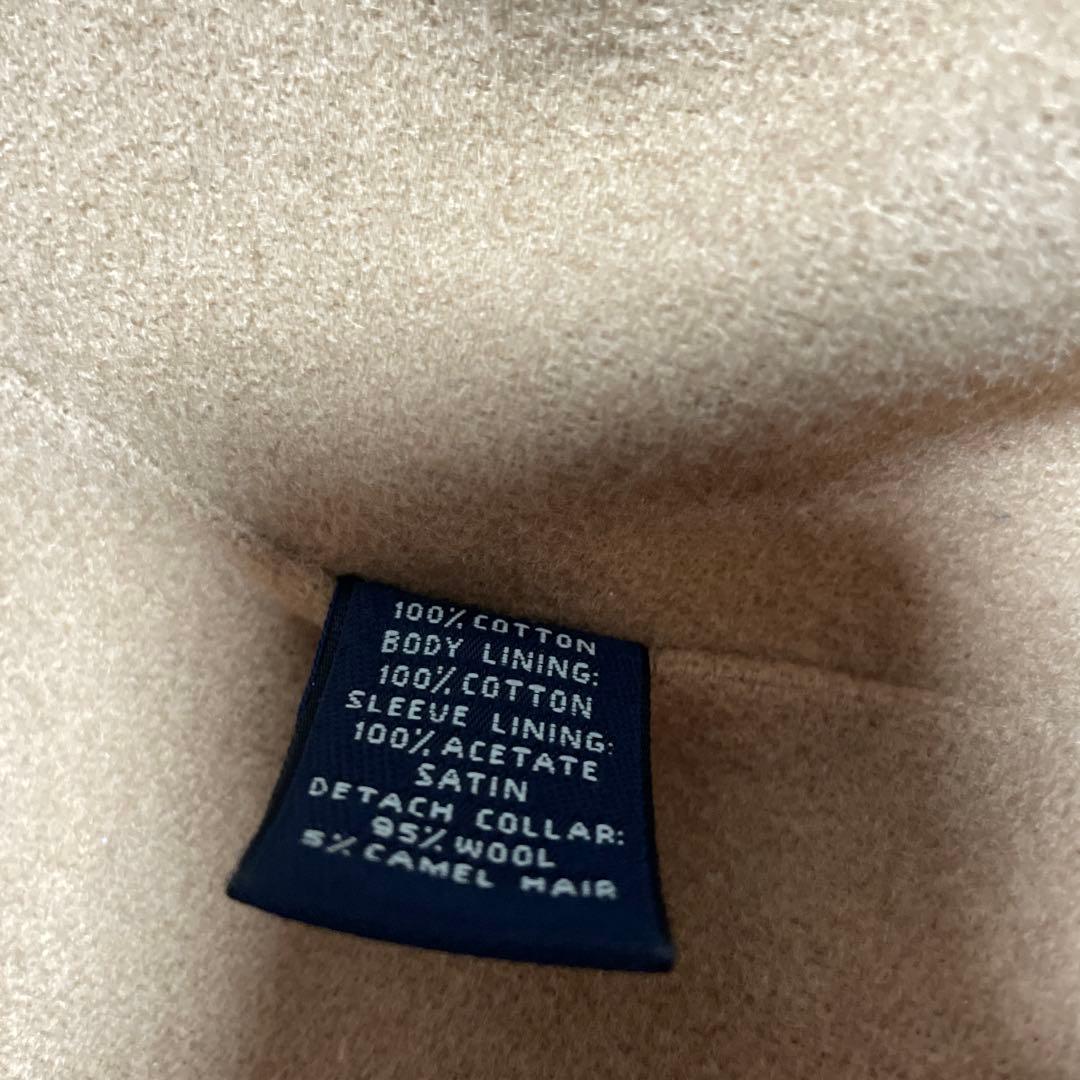 100% COTTON
BODY LINING:
100% COTTON
SLEEVE LINING:
100% ACETATE
SATIN
DETACH COLLAR:
95% WOOL
5% CAMEL HAIR